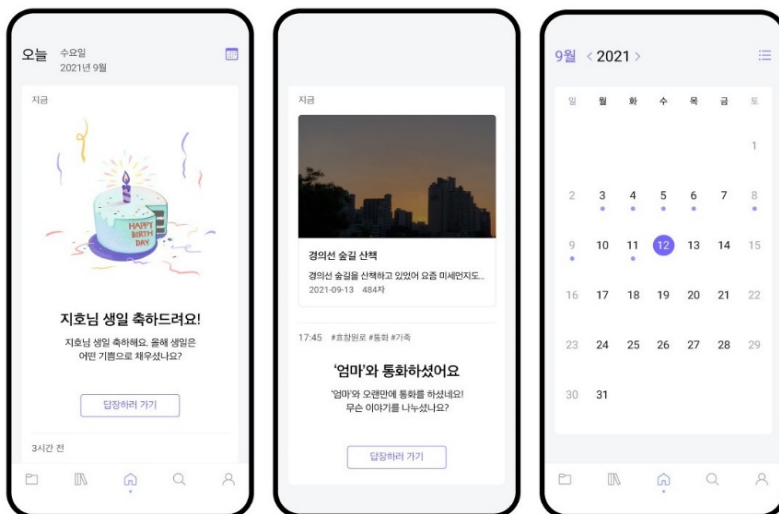 오늘
수요일
2021년 9월
지금
HAPPY
BIRTH
DAY
지호님 생일 축하드려요!
지호님 생일 축하해요. 올해 생일은
어떤 기쁨으로 채우셨나요?
답장하러 가기
3시간 전
지금
경의선 숲길 산책
경의선 숲길을 산책하고 있었어 요즘 미세먼지도...
2021-09-13 484자
17:45 #효창원로 #통화 #가족
'엄마'와 통화하셨어요
'엄마'와 오랜만에 통화를 하셨네요!
무슨 이야기를 나누셨나요?
답장하러 가기
9월 < 2021 >
일 월 화 수 목 금 토
1
2 3 4 5 6 7 8
9 10 11 12 13 14 15
16 17 18 19 20 21 22
23 24 25 26 27 28 29
30 31